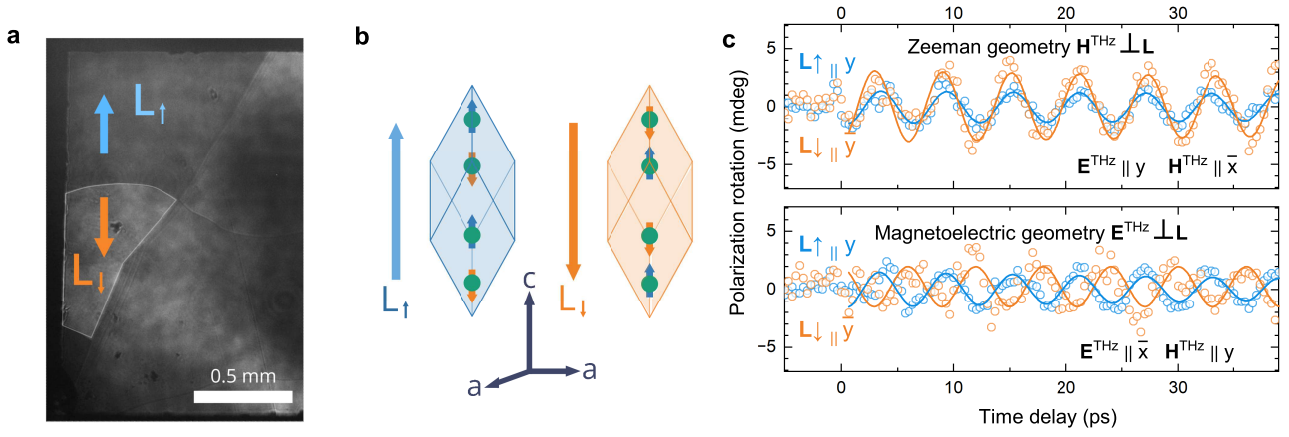 a
L↑
L↓
0.5 mm
b
L↑
L↓
c
a
a
c
0
10
20
30
Zeeman geometry H^THz ⊥ L
L↑ ∥ y
L↓ ∥ y̅
E^THz ∥ y H^THz ∥ x̅
5
0
−5
Magnetoelectric geometry E^THz ⊥ L
L↑ ∥ y
L↓ ∥ y̅
E^THz ∥ x̅ H^THz ∥ y
5
0
−5
Polarization rotation (mdeg)
0
10
20
30
Time delay (ps)